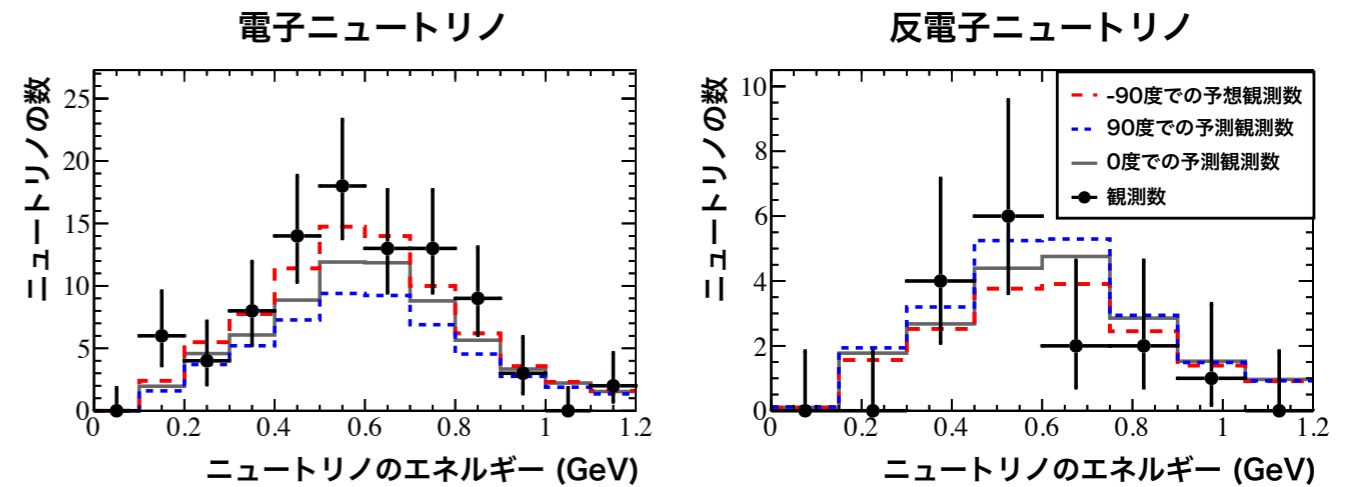 電子ニュートリノ
ニュートリノの数
25
20
15
10
5
0
0 0.2 0.4 0.6 0.8 1 1.2
ニュートリノのエネルギー (GeV)
反電子ニュートリノ
ニュートリノの数
10
8
6
4
2
0
0 0.2 0.4 0.6 0.8 1 1.2
ニュートリノのエネルギー (GeV)
-90度での予想観測数
90度での予測観測数
0度での予測観測数
観測数